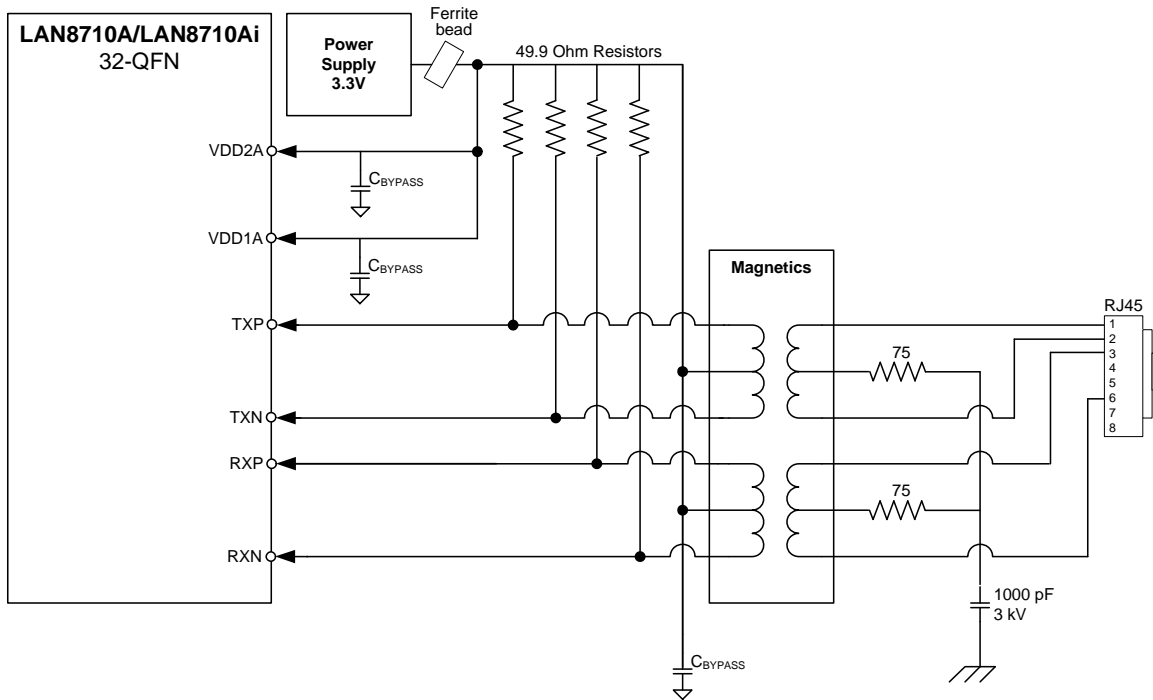 LAN8710A/LAN8710Ai
32-QFN
Power
Supply
3.3V
Ferrite
bead
49.9 Ohm Resistors
VDD2A
CBYPASS
VDD1A
CBYPASS
Magnetics
TXP
TXN
RXP
RXN
75
75
RJ45
1
2
3
4
5
6
7
8
1000 pF
3 kV
CBYPASS